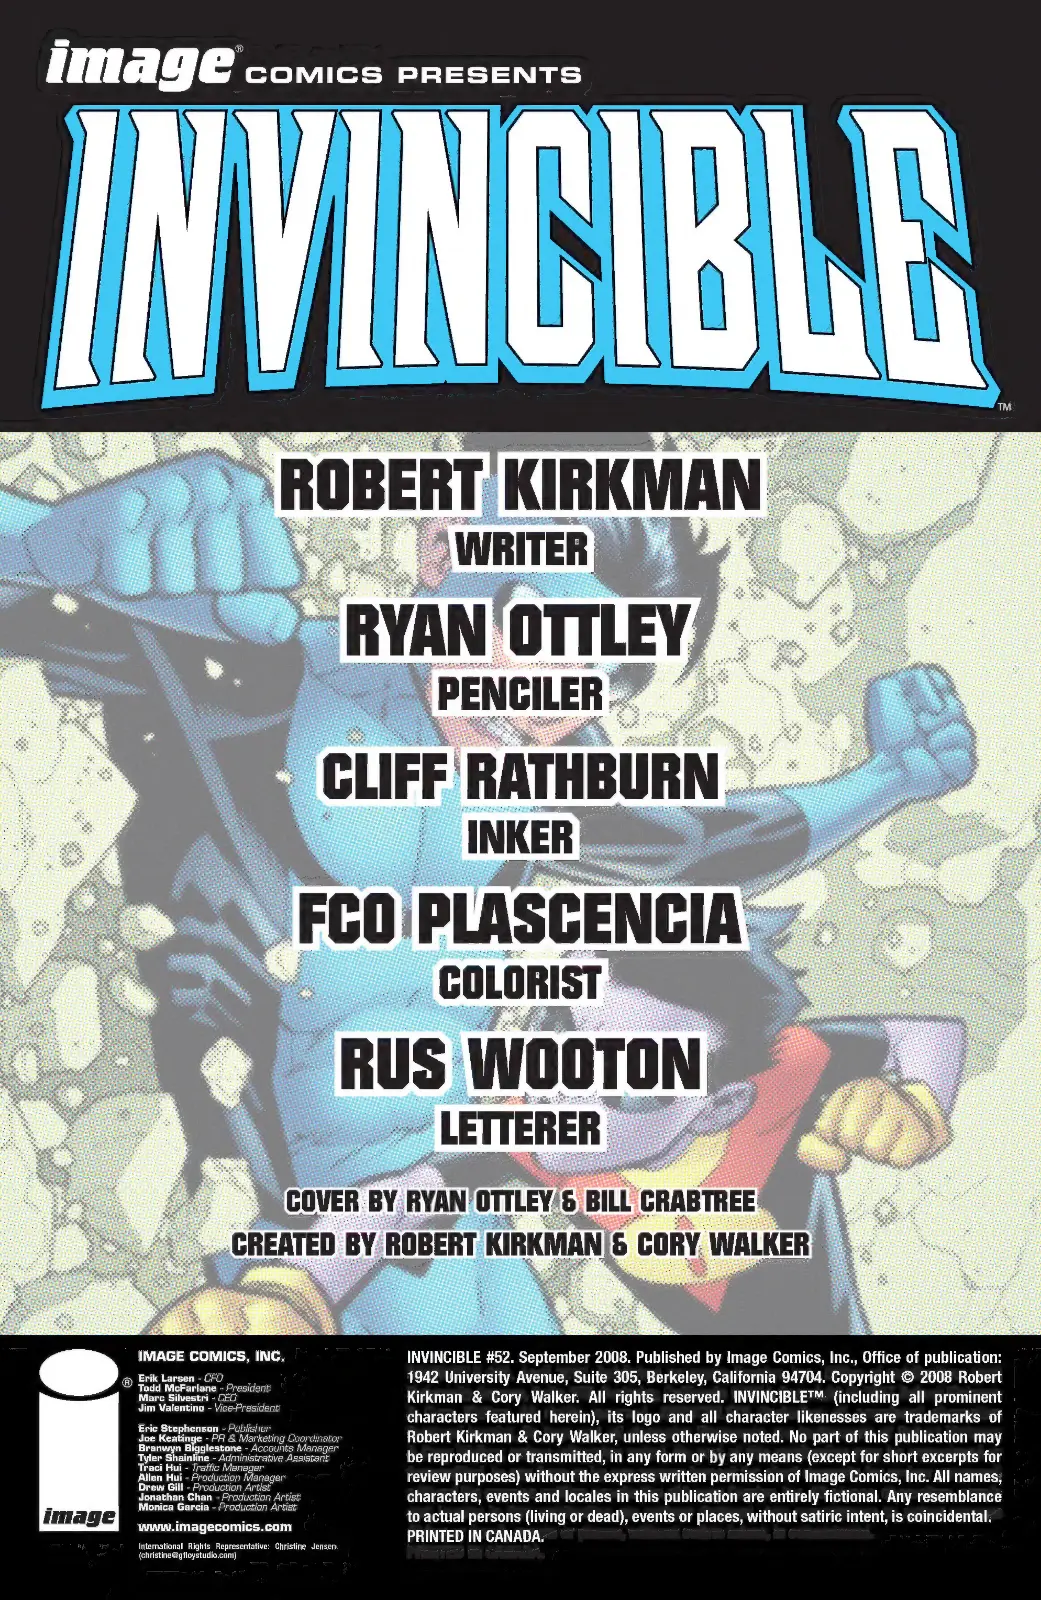 image® COMICS PRESENTS
INVINCIBLE
TM
ROBERT KIRKMAN
WRITER
RYAN OTTLEY
PENCILER
CLIFF RATHBURN
INKER
FCO PLASCENCIA
COLORIST
RUS WOOTON
LETTERER
COVER BY RYAN OTTLEY & BILL CRABTREE
CREATED BY ROBERT KIRKMAN & CORY WALKER
®
image
IMAGE COMICS, INC.
Erik Larsen - CFO
Todd McFarlane - President
Marc Silvestri - CEO
Jim Valentino - Vice-President
Eric Stephenson - Publisher
Joe Keatinge - PR & Marketing Coordinator
Branwyn Bigglestone - Accounts Manager
Tyler Shainline - Administrative Assistant
Traci Hui - Traffic Manager
Allen Hui - Production Manager
Drew Gill - Production Artist
Jonathan Chan - Production Artist
Monica Garcia - Production Artist
www.imagecomics.com
International Rights Representative: Christine Jensen.
(christine@gfloystudio.com)
INVINCIBLE #52. September 2008. Published by Image Comics, Inc., Office of publication:
1942 University Avenue, Suite 305, Berkeley, California 94704. Copyright © 2008 Robert
Kirkman & Cory Walker. All rights reserved. INVINCIBLE™ (including all prominent
characters featured herein), its logo and all character likenesses are trademarks of
Robert Kirkman & Cory Walker, unless otherwise noted. No part of this publication may
be reproduced or transmitted, in any form or by any means (except for short excerpts for
review purposes) without the express written permission of Image Comics, Inc. All names,
characters, events and locales in this publication are entirely fictional. Any resemblance
to actual persons (living or dead), events or places, without satiric intent, is coincidental.
PRINTED IN CANADA.